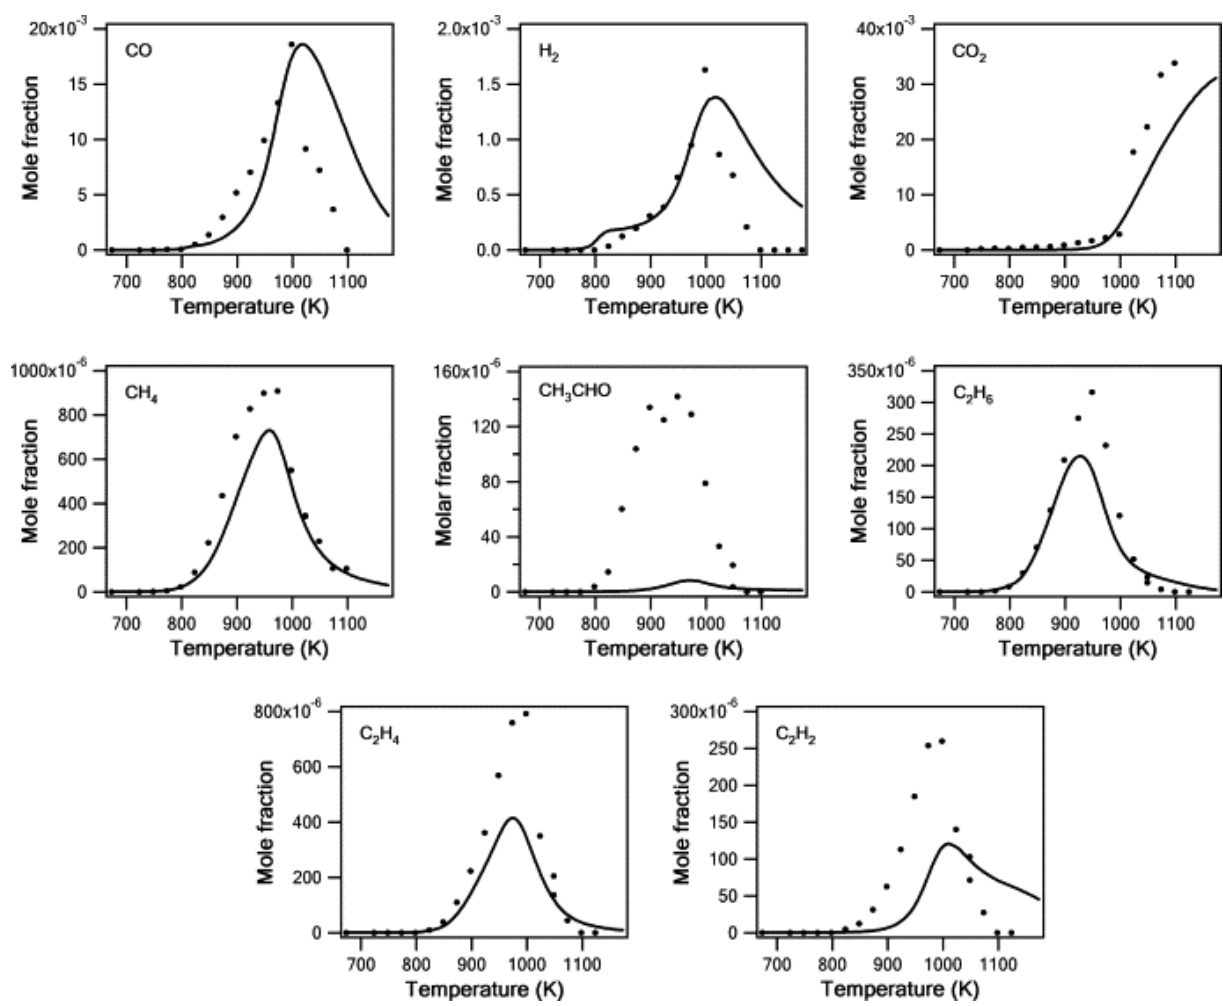 20x10⁻³
CO
15
10
5
0
Mole fraction
700 800 900 1000 1100
Temperature (K)
2.0x10⁻³
H₂
1.5
1.0
0.5
0.0
Mole fraction
700 800 900 1000 1100
Temperature (K)
40x10⁻³
CO₂
30
20
10
0
Mole fraction
700 800 900 1000 1100
Temperature (K)
1000x10⁻⁶
CH₄
800
600
400
200
0
Mole fraction
700 800 900 1000 1100
Temperature (K)
160x10⁻⁶
CH₃CHO
120
80
40
0
Molar fraction
700 800 900 1000 1100
Temperature (K)
350x10⁻⁶
C₂H₆
300
250
200
150
100
50
0
Mole fraction
700 800 900 1000 1100
Temperature (K)
800x10⁻⁶
C₂H₄
600
400
200
0
Mole fraction
700 800 900 1000 1100
Temperature (K)
300x10⁻⁶
C₂H₂
250
200
150
100
50
0
Mole fraction
700 800 900 1000 1100
Temperature (K)